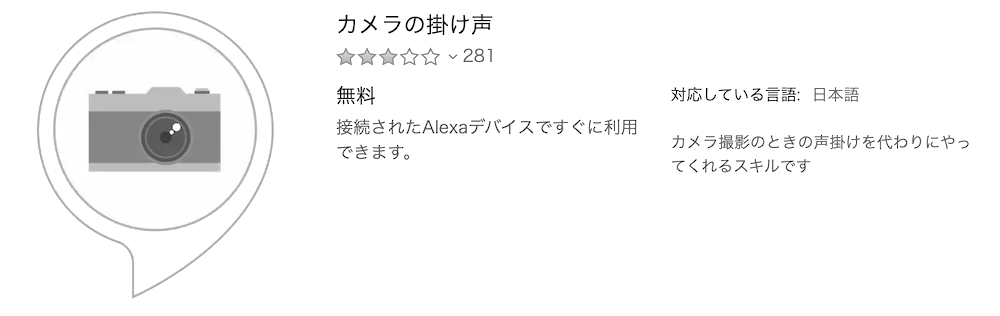 カメラの掛け声
281
無料
接続されたAlexaデバイスですぐに利用
できます。
対応している言語: 日本語
カメラ撮影のときの声掛けを代わりにやっ
てくれるスキルです